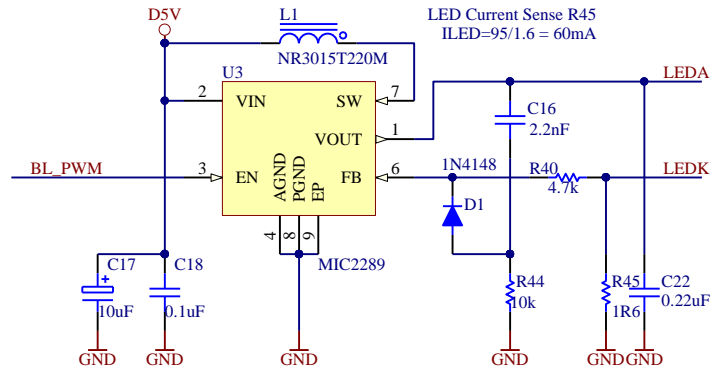 D5V
L1
LED Current Sense R45
ILED=95/1.6 = 60mA
NR3015T220M
U3
LEDA
2
VIN
SW
7
C16
2.2nF
VOUT
1
BL_PWM
3
EN
AGND
PGND
EP
FB
6
1N4148
R40
4.7k
LEDK
D1
4
8
9
MIC2289
C17
+
10uF
C18
0.1uF
R44
10k
R45
1R6
C22
0.22uF
GND
GND
GND
GND
GND
GND